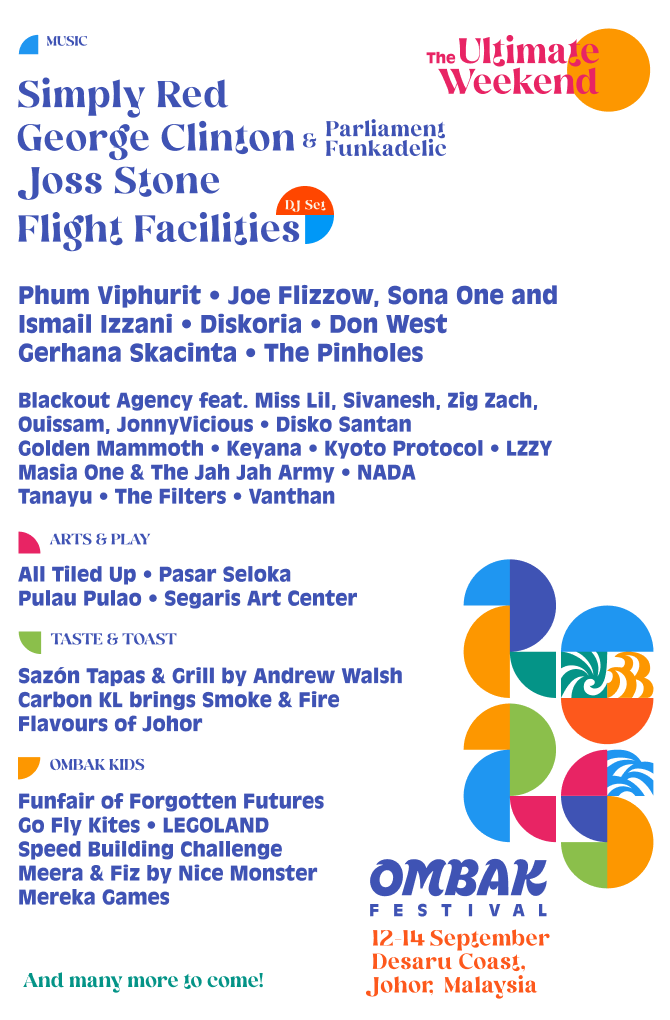 MUSIC
The Ultimate
Weekend
Simply Red
George Clinton & Parliament Funkadelic
Joss Stone
Flight Facilities DJ Set
Phum Viphurit • Joe Flizzow, Sona One and
Ismail Izzani • Diskoria • Don West
Gerhana Skacinta • The Pinholes
Blackout Agency feat. Miss Lil, Sivanesh, Zig Zach,
Ouissam, JonnyVicious • Disko Santan
Golden Mammoth • Keyana • Kyoto Protocol • LZZY
Masia One & The Jah Jah Army • NADA
Tanayu • The Filters • Vanthan
ARTS & PLAY
All Tiled Up • Pasar Seloka
Pulau Pulao • Segaris Art Center
TASTE & TOAST
Sazón Tapas & Grill by Andrew Walsh
Carbon KL brings Smoke & Fire
Flavours of Johor
OMBAK KIDS
Funfair of Forgotten Futures
Go Fly Kites • LEGOLAND
Speed Building Challenge
Meera & Fiz by Nice Monster
Mereka Games
And many more to come!
OMBAK
FESTIVAL
12-14 September
Desaru Coast,
Johor, Malaysia